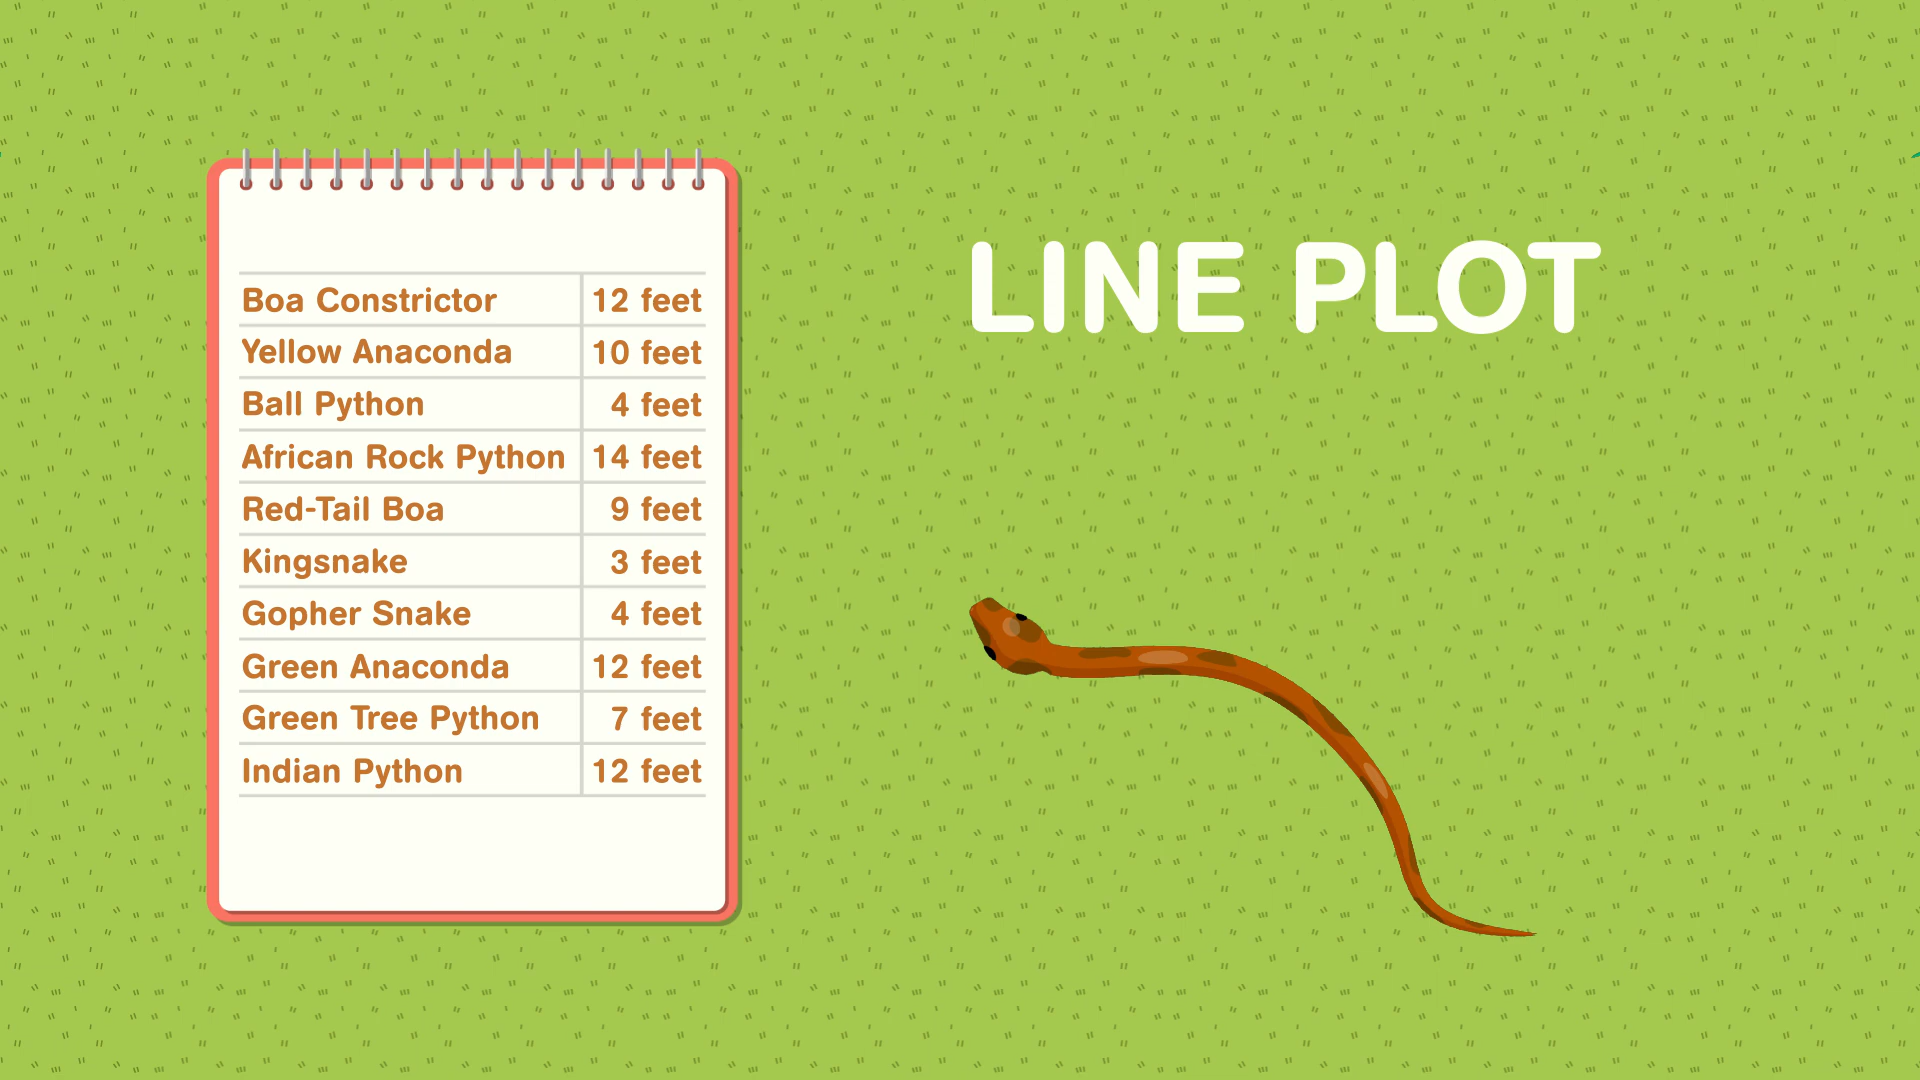 Boa Constrictor 12 feet
Yellow Anaconda 10 feet
Ball Python 4 feet
African Rock Python 14 feet
Red-Tail Boa 9 feet
Kingsnake 3 feet
Gopher Snake 4 feet
Green Anaconda 12 feet
Green Tree Python 7 feet
Indian Python 12 feet
LINE PLOT